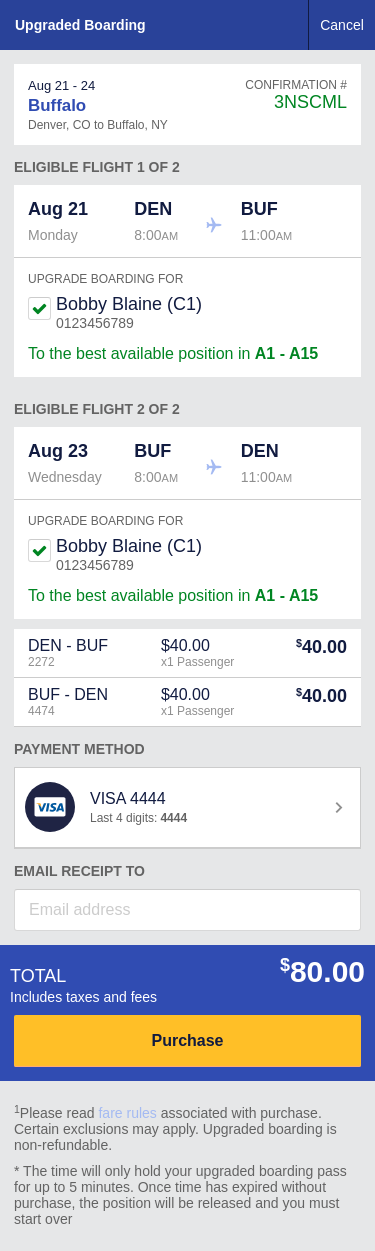 Upgraded Boarding Cancel
Aug 21 - 24 CONFIRMATION #
Buffalo 3NSCML
Denver, CO to Buffalo, NY
ELIGIBLE FLIGHT 1 OF 2
Aug 21 DEN BUF
Monday 8:00AM 11:00AM
UPGRADE BOARDING FOR
Bobby Blaine (C1)
0123456789
To the best available position in A1 - A15
ELIGIBLE FLIGHT 2 OF 2
Aug 23 BUF DEN
Wednesday 8:00AM 11:00AM
UPGRADE BOARDING FOR
Bobby Blaine (C1)
0123456789
To the best available position in A1 - A15
DEN - BUF $40.00 $40.00
2272 x1 Passenger
BUF - DEN $40.00 $40.00
4474 x1 Passenger
PAYMENT METHOD
VISA VISA 4444
Last 4 digits: 4444
EMAIL RECEIPT TO
Email address
TOTAL $80.00
Includes taxes and fees
Purchase
1Please read fare rules associated with purchase.
Certain exclusions may apply. Upgraded boarding is
non-refundable.
* The time will only hold your upgraded boarding pass
for up to 5 minutes. Once time has expired without
purchase, the position will be released and you must
start over